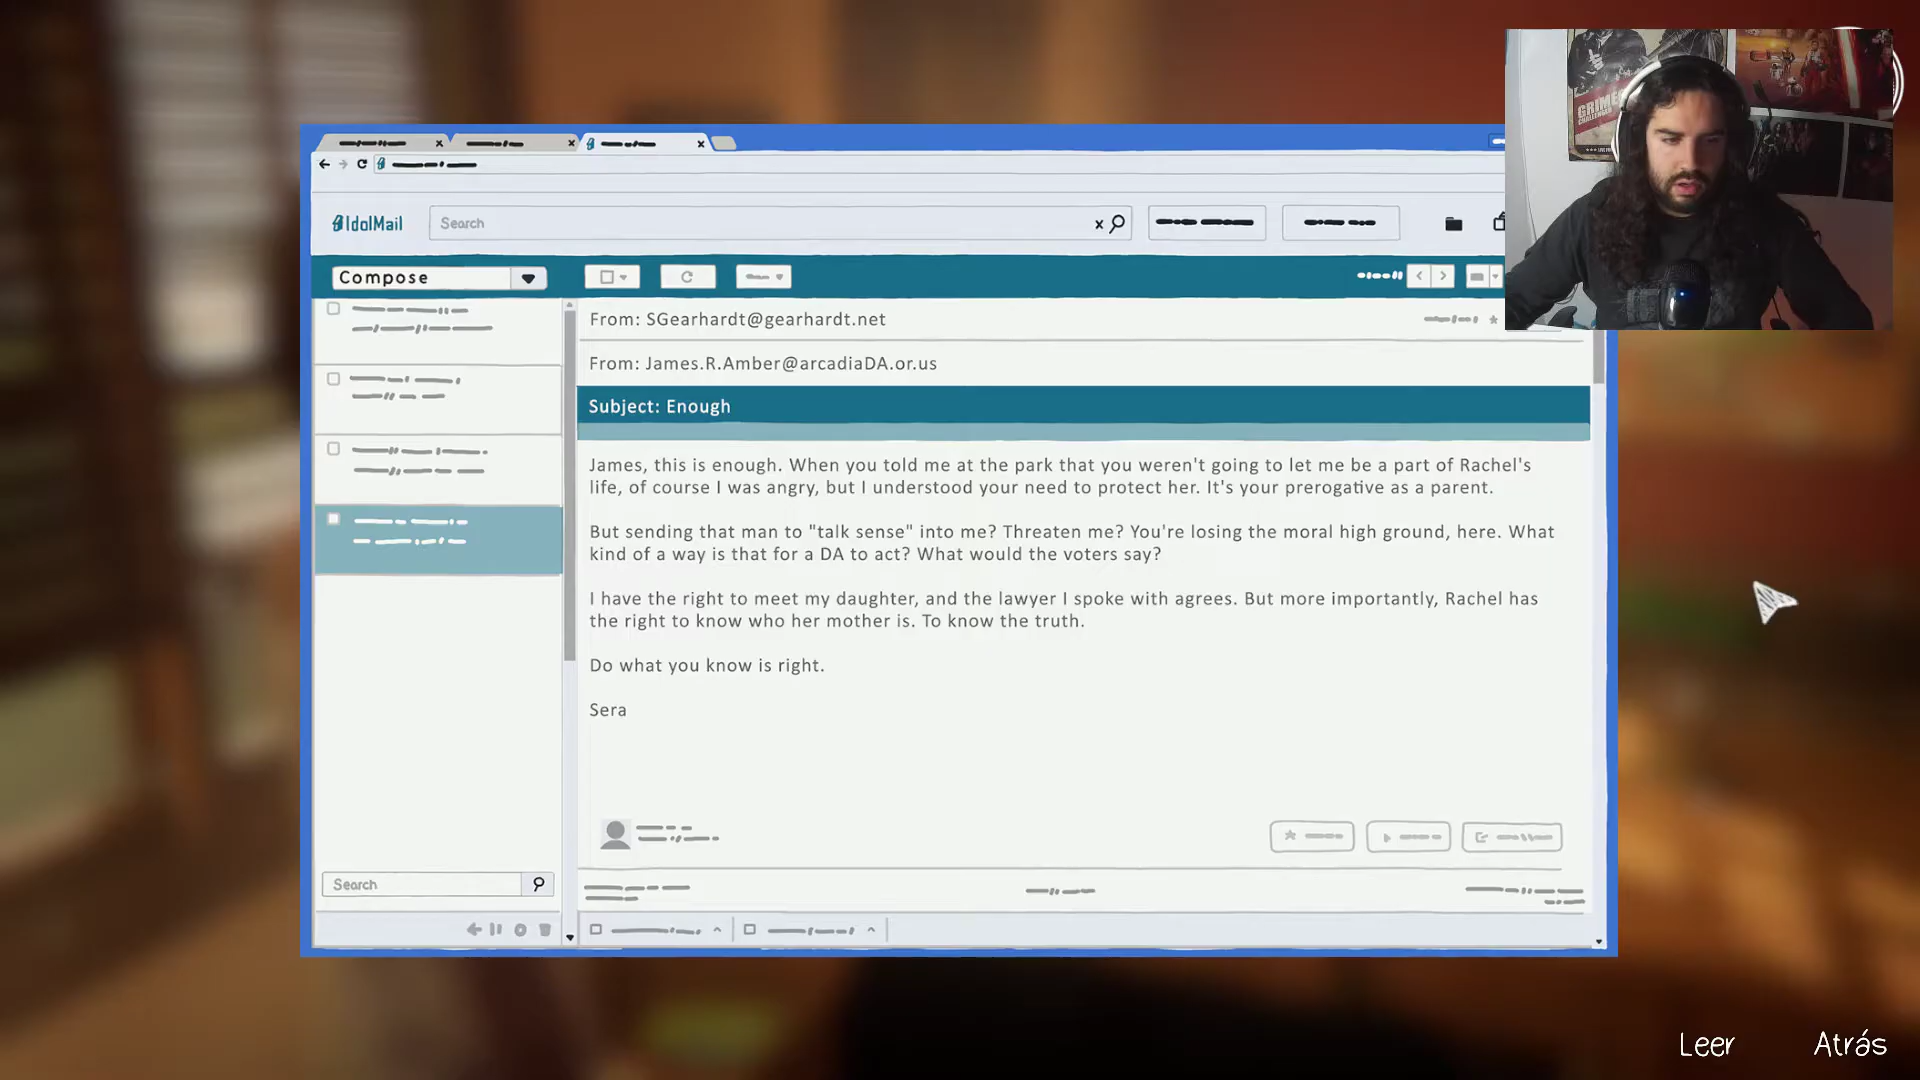 GRIME
IdolMail
Search
Compose
From: SGearhardt@gearhardt.net
From: James.R.Amber@arcadiaDA.or.us
Subject: Enough
James, this is enough. When you told me at the park that you weren't going to let me be a part of Rachel's
life, of course I was angry, but I understood your need to protect her. It's your prerogative as a parent.
But sending that man to "talk sense" into me? Threaten me? You're losing the moral high ground, here. What
kind of a way is that for a DA to act? What would the voters say?
I have the right to meet my daughter, and the lawyer I spoke with agrees. But more importantly, Rachel has
the right to know who her mother is. To know the truth.
Do what you know is right.
Sera
Search
Leer
Atrás